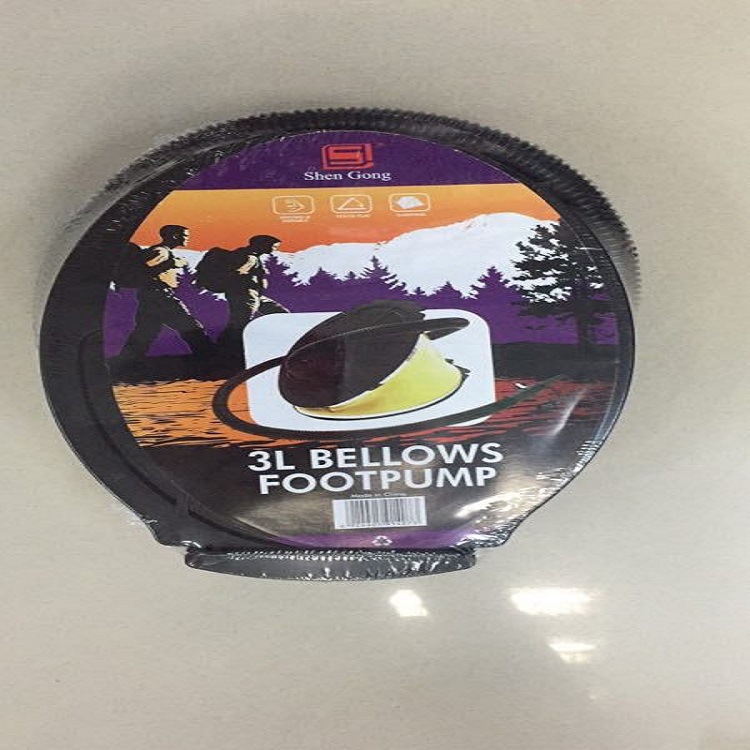 Shen Gong
3L BELLOWS
FOOTPUMP
Made in China